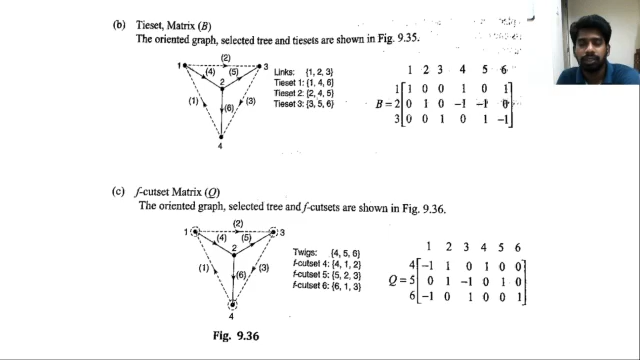 (b) Tieset, Matrix (B)
The oriented graph, selected tree and tiesets are shown in Fig. 9.35.
(2)
1
3
(4)
(5)
2
(1)
(6)
(3)
4
Links: {1, 2, 3}
Tieset 1: {1, 4, 6}
Tieset 2: {2, 4, 5}
Tieset 3: {3, 5, 6}
1 2 3 4 5 6
1 1 0 0 1 0 1
B = 2 0 1 0 −1 −1 0
3 0 0 1 0 1 −1
(c) f-cutset Matrix (Q)
The oriented graph, selected tree and f-cutsets are shown in Fig. 9.36.
(2)
1
3
(4)
(5)
2
(1)
(6)
(3)
4
Twigs: {4, 5, 6}
f-cutset 4: {4, 1, 2}
f-cutset 5: {5, 2, 3}
f-cutset 6: {6, 1, 3}
1 2 3 4 5 6
4 −1 1 0 1 0 0
Q = 5 0 1 −1 0 1 0
6 −1 0 1 0 0 1
Fig. 9.36